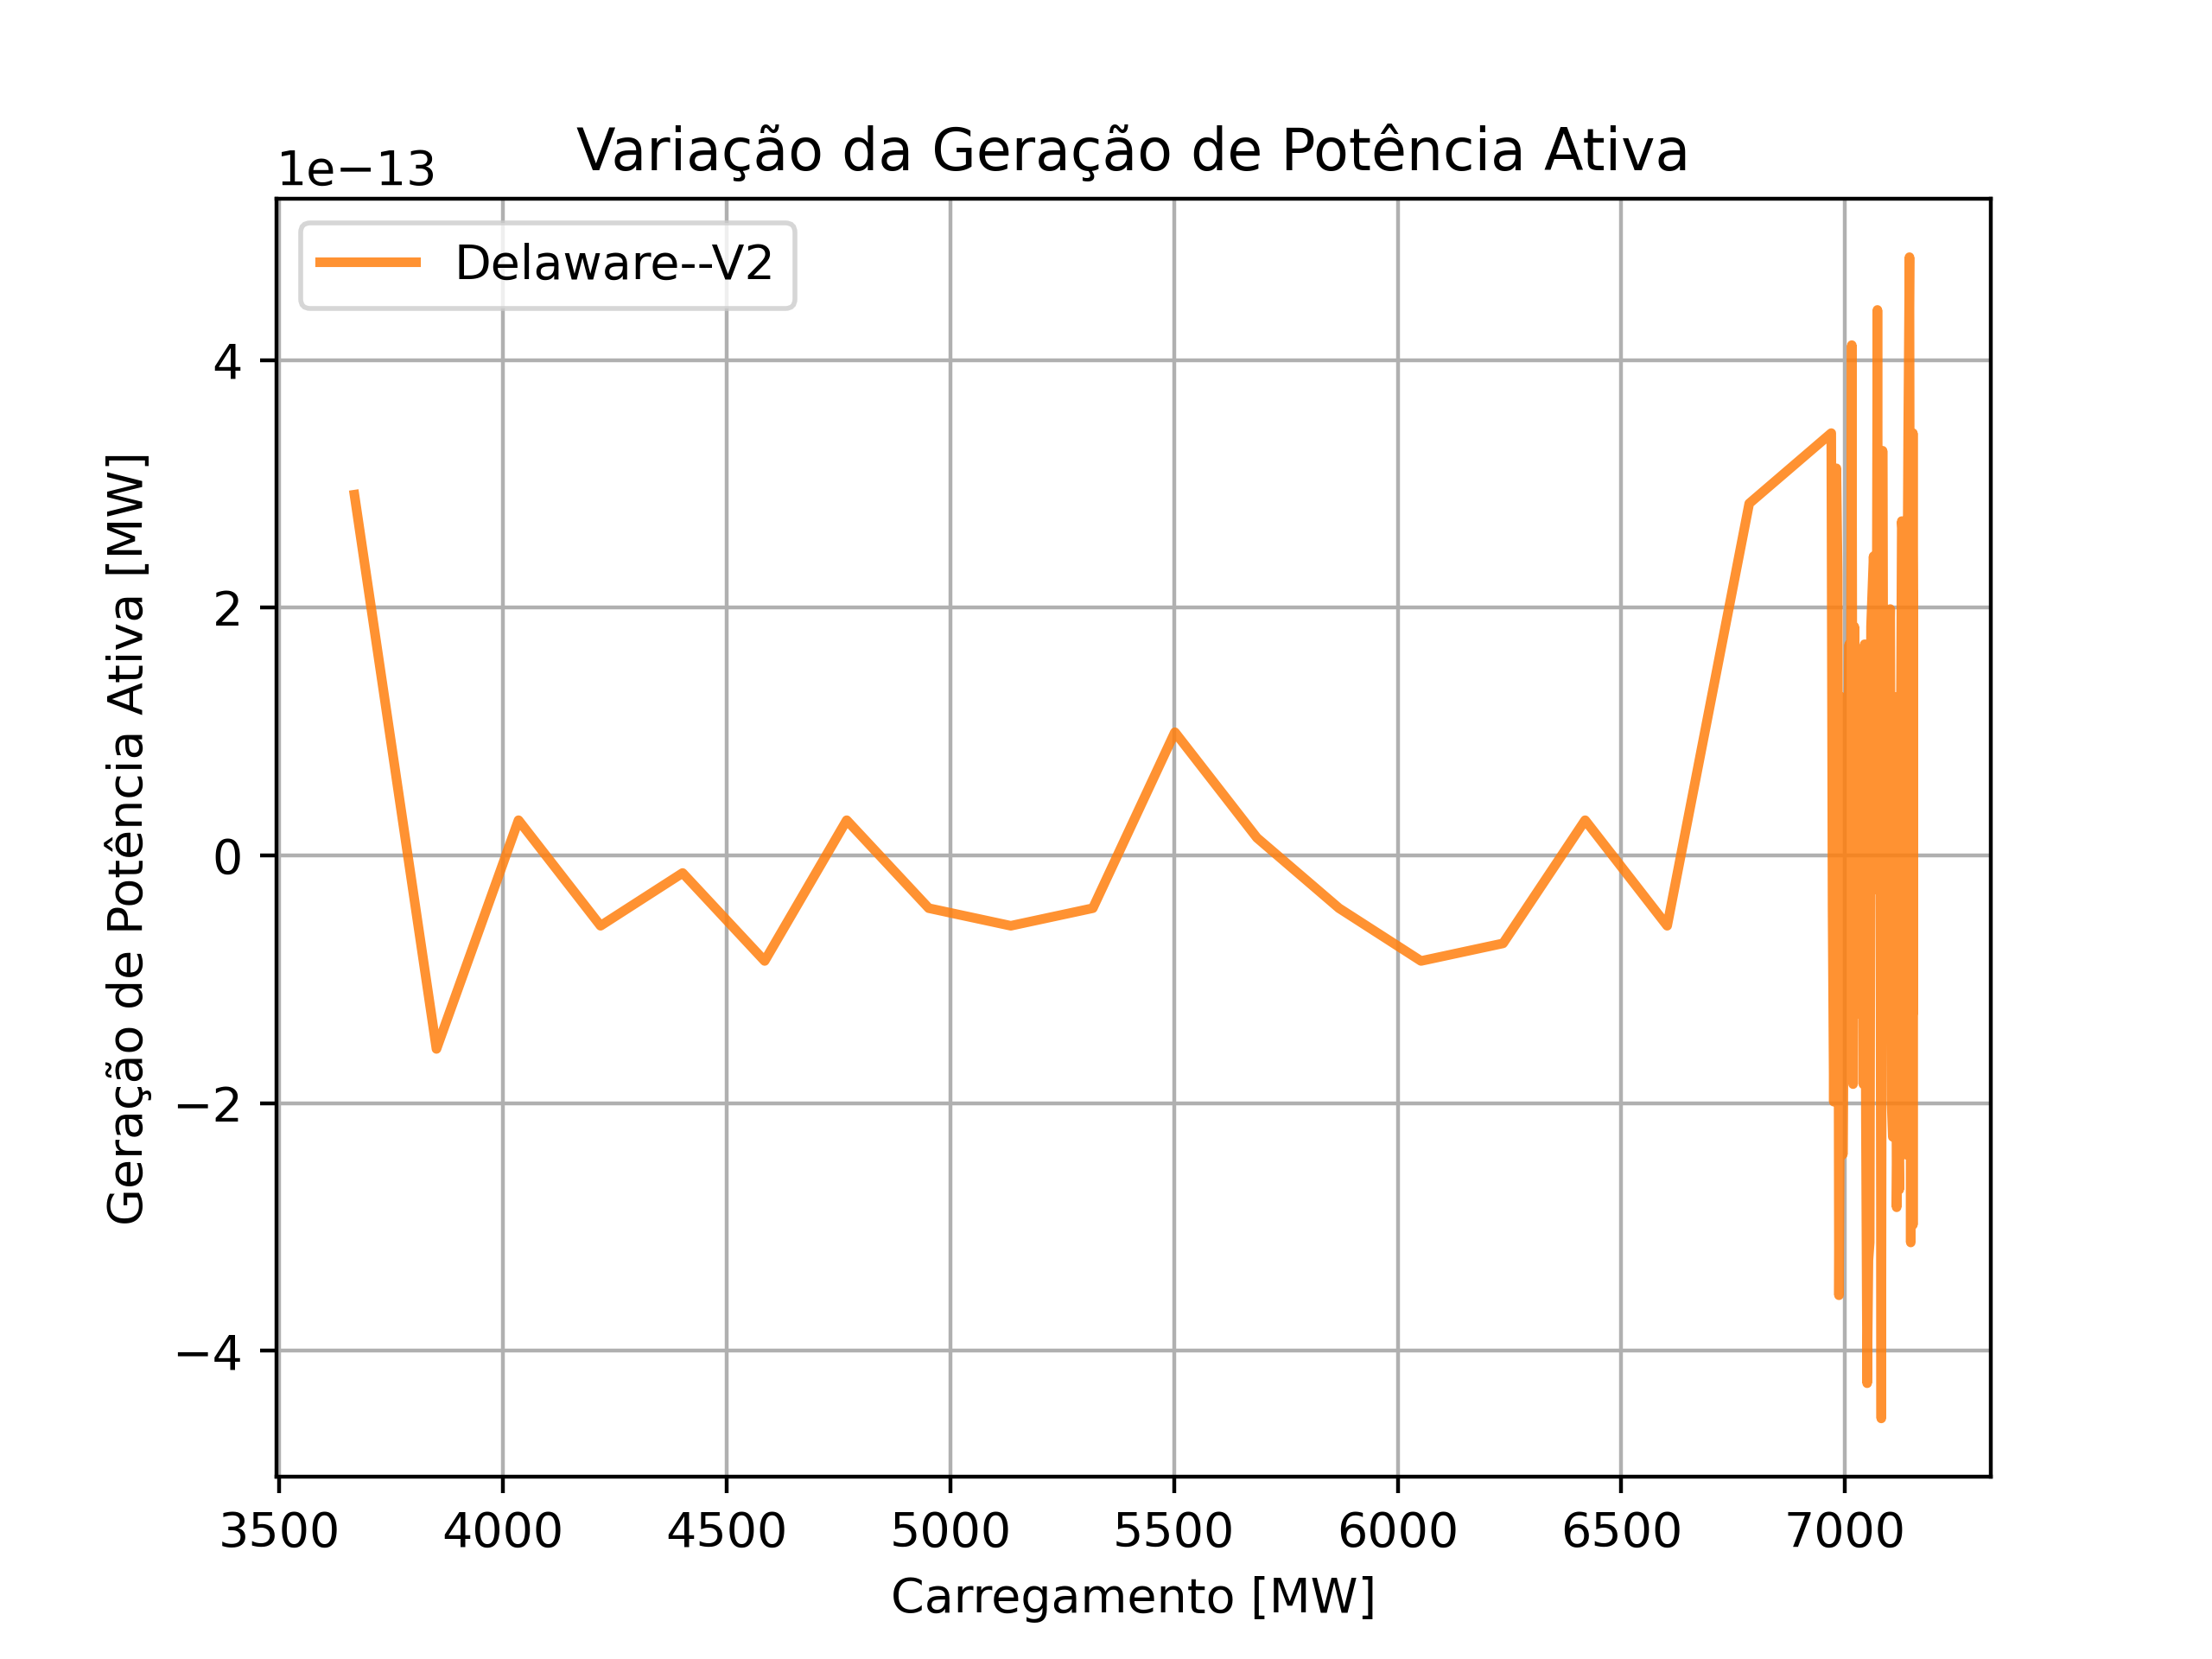 Variação da Geração de Potência Ativa
1e−13
Delaware--V2
Geração de Potência Ativa [MW]
4
2
0
−2
−4
3500 4000 4500 5000 5500 6000 6500 7000
Carregamento [MW]